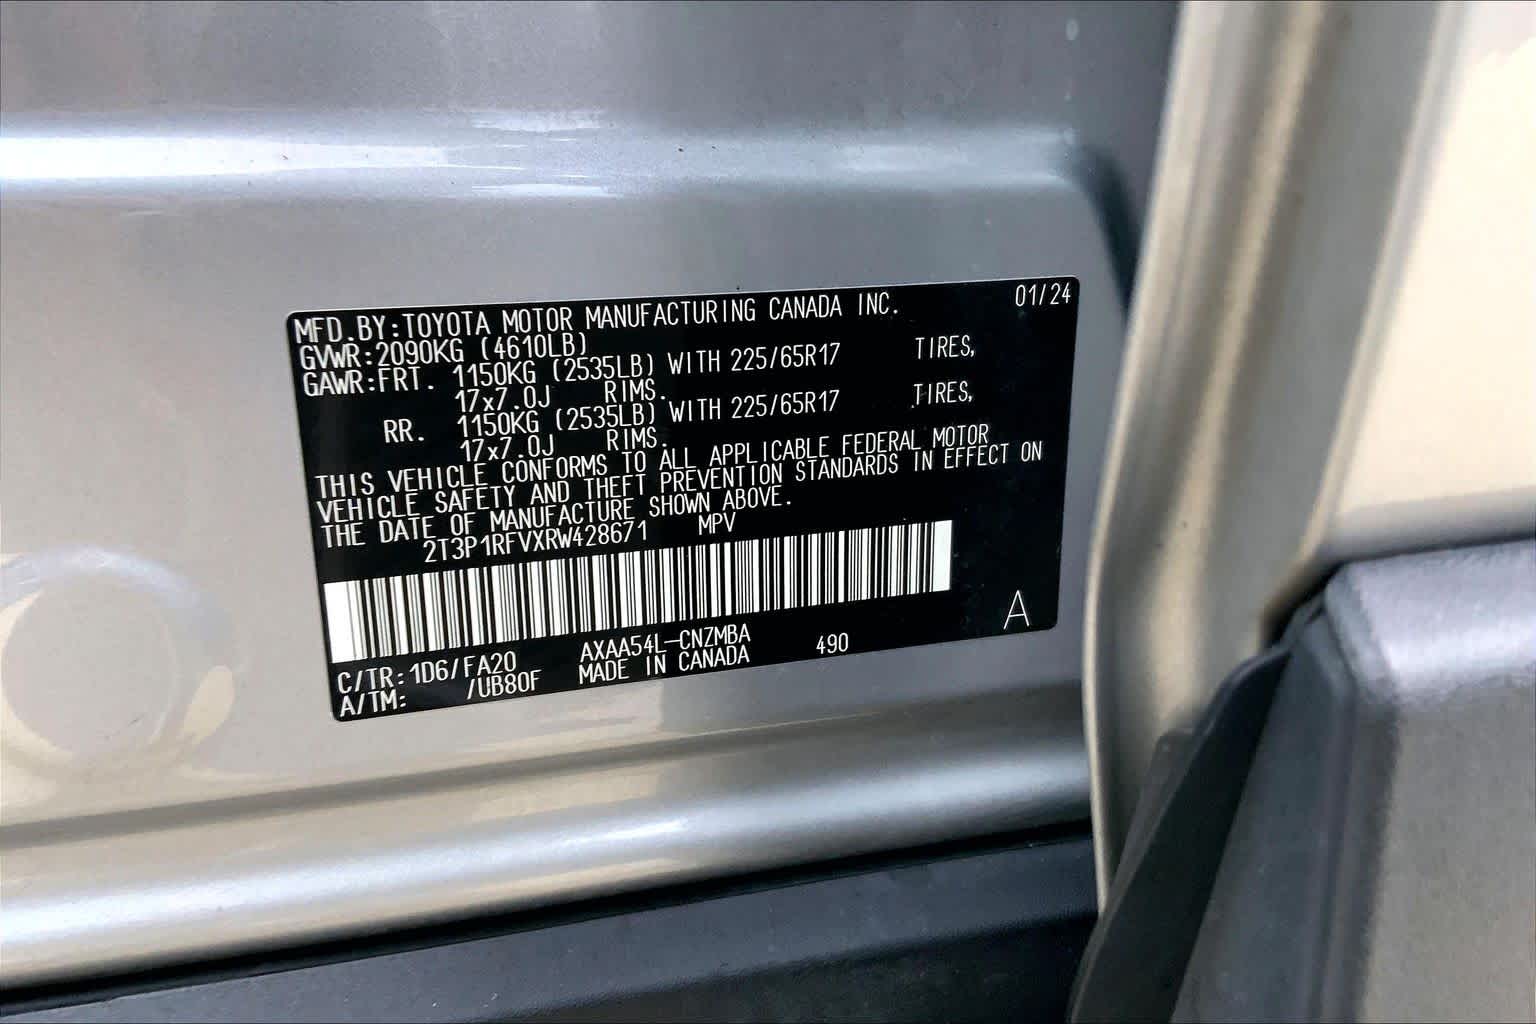 MFD.BY:TOYOTA MOTOR MANUFACTURING CANADA INC. 01/24
GVWR:2090KG (4610LB)
GAWR:FRT. 1150KG (2535LB) WITH 225/65R17 TIRES,
17x7.0J RIMS.
RR. 1150KG (2535LB) WITH 225/65R17 TIRES,
17x7.0J RIMS.
THIS VEHICLE CONFORMS TO ALL APPLICABLE FEDERAL MOTOR
VEHICLE SAFETY AND THEFT PREVENTION STANDARDS IN EFFECT ON
THE DATE OF MANUFACTURE SHOWN ABOVE.
2T3P1RFVXRW428671 MPV
A
C/TR:1D6/FA20 AXAA54L-CNZMBA 490
A/TM: /UB80F MADE IN CANADA